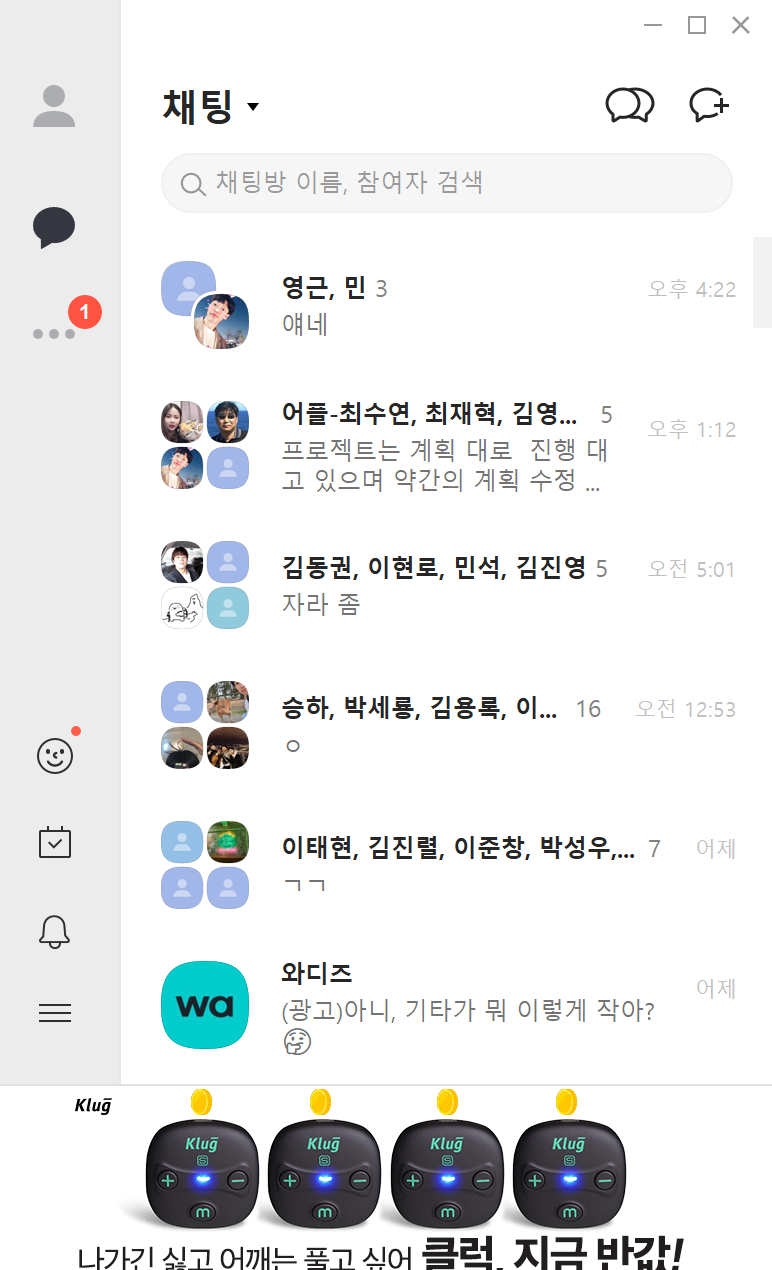 채팅
채팅방 이름, 참여자 검색
영근, 민 3 오후 4:22
얘네
어플-최수연, 최재혁, 김영... 5 오후 1:12
프로젝트는 계획 대로 진행 대
고 있으며 약간의 계획 수정 ...
1
김동권, 이현로, 민석, 김진영 5 오전 5:01
자라 좀
승하, 박세룡, 김용록, 이... 16 오전 12:53
ㅇ
이태현, 김진렬, 이준창, 박성우,... 7 어제
ㄱㄱ
wa
와디즈 어제
(광고)아니, 기타가 뭐 이렇게 작아?
Klug
Klug Klug Klug Klug
S S S S
m m m m
나가긴 싫고 어깨는 풀고 싶어 클럭, 지금 반값!